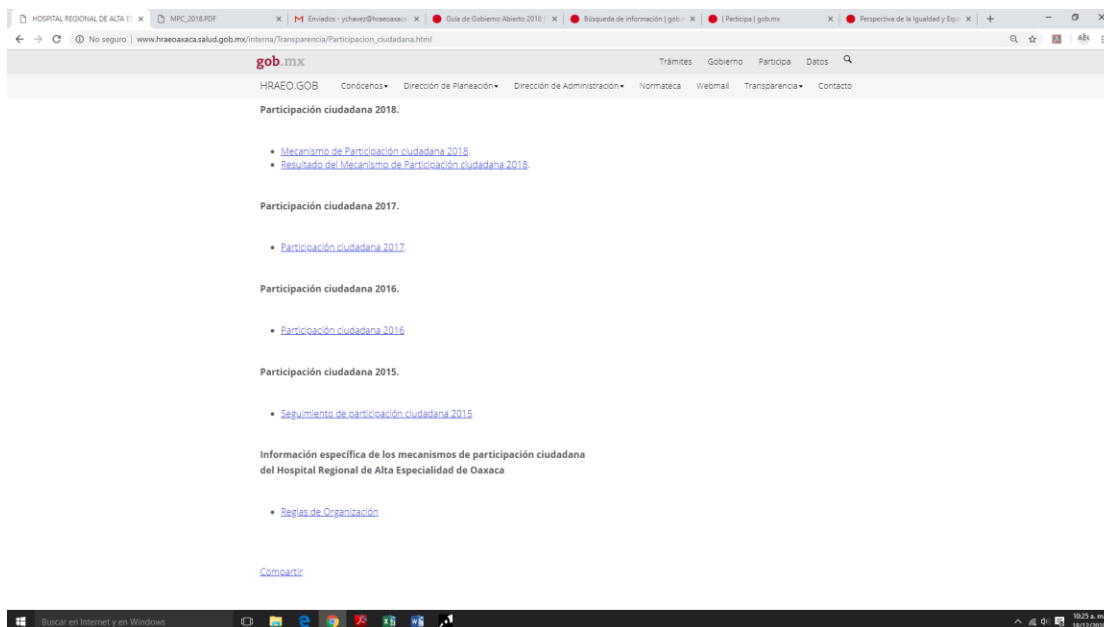 HOSPITAL REGIONAL DE ALTA ES
MPC_2018.PDF
Enviados - ychavez@hraeoaxaca.
Guía de Gobierno Abierto 2018 |
Búsqueda de información | gob.
| Participa | gob.mx
Perspectiva de la Igualdad y Equi
No seguro | www.hraeoaxaca.salud.gob.mx/interna/Transparencia/Participacion_ciudadana.html
gob.mx
Trámites Gobierno Participa Datos
HRAEO.GOB Conócenos Dirección de Planeación Dirección de Administración Normateca Webmail Transparencia Contacto
Participación ciudadana 2018.
• Mecanismo de Participación ciudadana 2018.
• Resultado del Mecanismo de Participación ciudadana 2018.
Participación ciudadana 2017.
• Participación ciudadana 2017.
Participación ciudadana 2016.
• Participación ciudadana 2016
Participación ciudadana 2015.
• Seguimiento de participación ciudadana 2015
Información específica de los mecanismos de participación ciudadana
del Hospital Regional de Alta Especialidad de Oaxaca
• Reglas de Organización
Compartir
Buscar en Internet y en Windows
10:25 a. m.